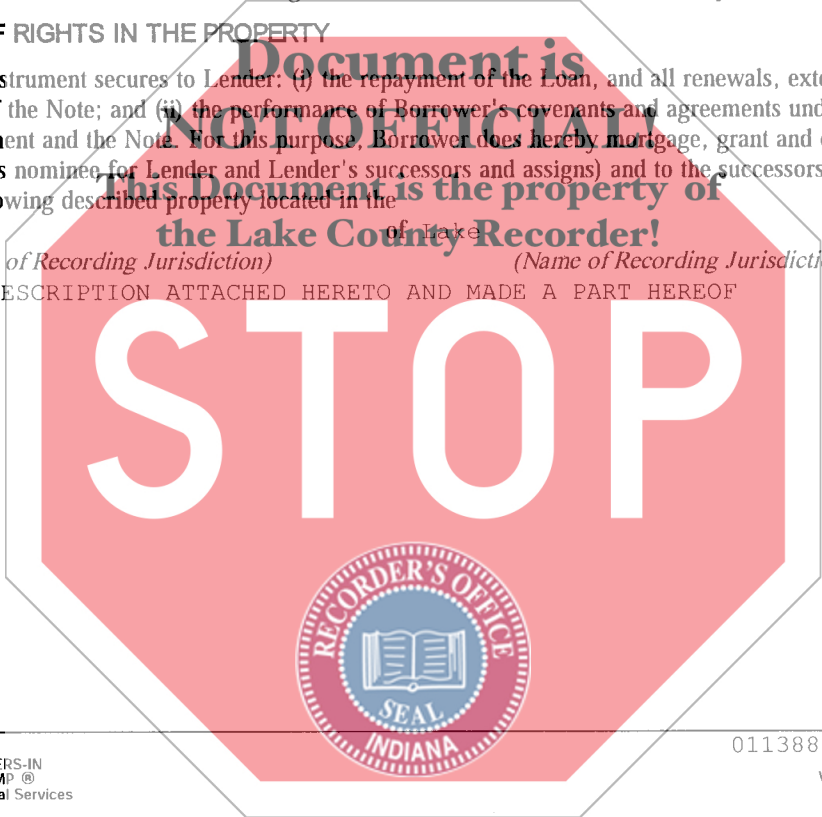 F RIGHTS IN THE PROPERTY
Document is
strument secures to Lender: (i) the repayment of the Loan, and all renewals, exte
f the Note; and (ii) the performance of Borrower's covenants and agreements und
NOT OFFICIAL!
ent and the Note. For this purpose, Borrower does hereby mortgage, grant and
s nominee for Lender and Lender's successors and assigns) and to the successors
This Document is the property of
owing described property located in the
the Lake County Recorder!
of Lake
of Recording Jurisdiction) (Name of Recording Jurisdicti
ESCRIPTION ATTACHED HERETO AND MADE A PART HEREOF
STOP
RECORDER'S OFFICE
SEAL
INDIANA
011388
ERS-IN
MP ®
al Services